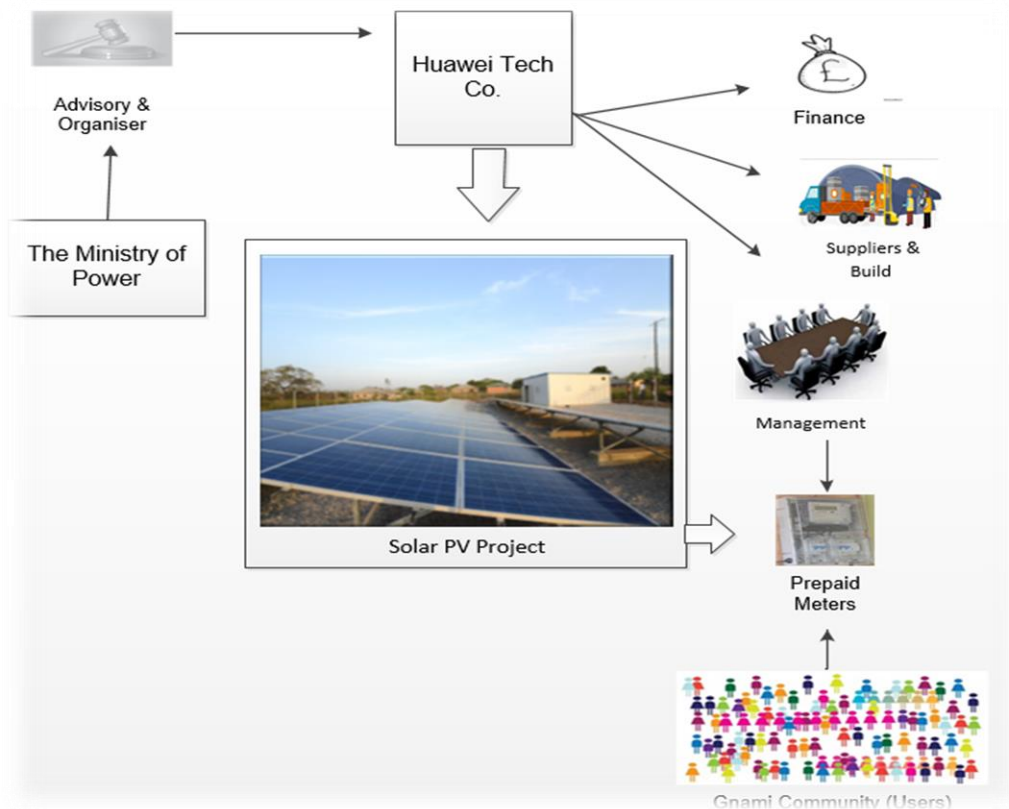 Huawei Tech
Co.
Advisory &
Organiser
Finance
The Ministry of
Power
Suppliers &
Build
Management
Solar PV Project
Prepaid
Meters
Gnami Community (Users)